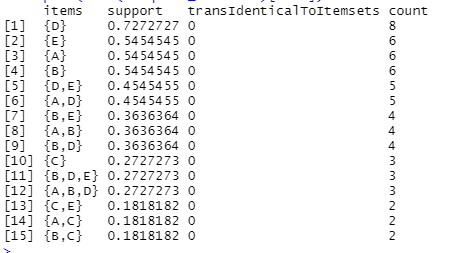 items support transIdenticalToItemsets count
[1] {D} 0.7272727 0 8
[2] {E} 0.5454545 0 6
[3] {A} 0.5454545 0 6
[4] {B} 0.5454545 0 6
[5] {D,E} 0.4545455 0 5
[6] {A,D} 0.4545455 0 5
[7] {B,E} 0.3636364 0 4
[8] {A,B} 0.3636364 0 4
[9] {B,D} 0.3636364 0 4
[10] {C} 0.2727273 0 3
[11] {B,D,E} 0.2727273 0 3
[12] {A,B,D} 0.2727273 0 3
[13] {C,E} 0.1818182 0 2
[14] {A,C} 0.1818182 0 2
[15] {B,C} 0.1818182 0 2
>